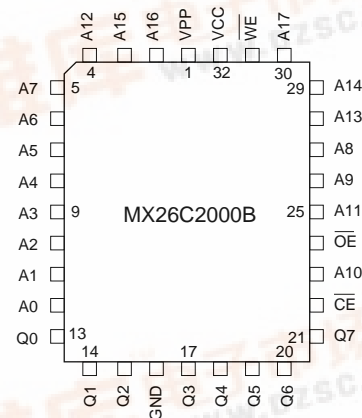 A12 A15 A16 VPP VCC WE A17
4 1 32 30
A7 5 29 A14
A6 A13
A5 A8
A4 A9
A3 9 MX26C2000B 25 A11
A2 OE
A1 A10
A0 CE
Q0 13 21 Q7
14 17 20
Q1 Q2 GND Q3 Q4 Q5 Q6